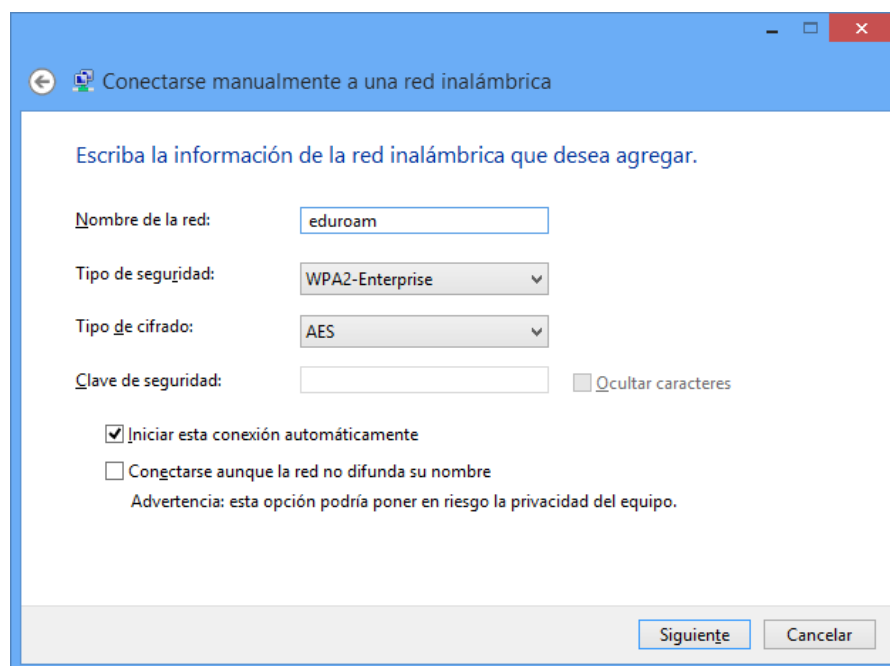 Conectarse manualmente a una red inalámbrica
Escriba la información de la red inalámbrica que desea agregar.
Nombre de la red: eduroam
Tipo de seguridad: WPA2-Enterprise
Tipo de cifrado: AES
Clave de seguridad: Ocultar caracteres
Iniciar esta conexión automáticamente
Conectarse aunque la red no difunda su nombre
Advertencia: esta opción podría poner en riesgo la privacidad del equipo.
Siguiente Cancelar